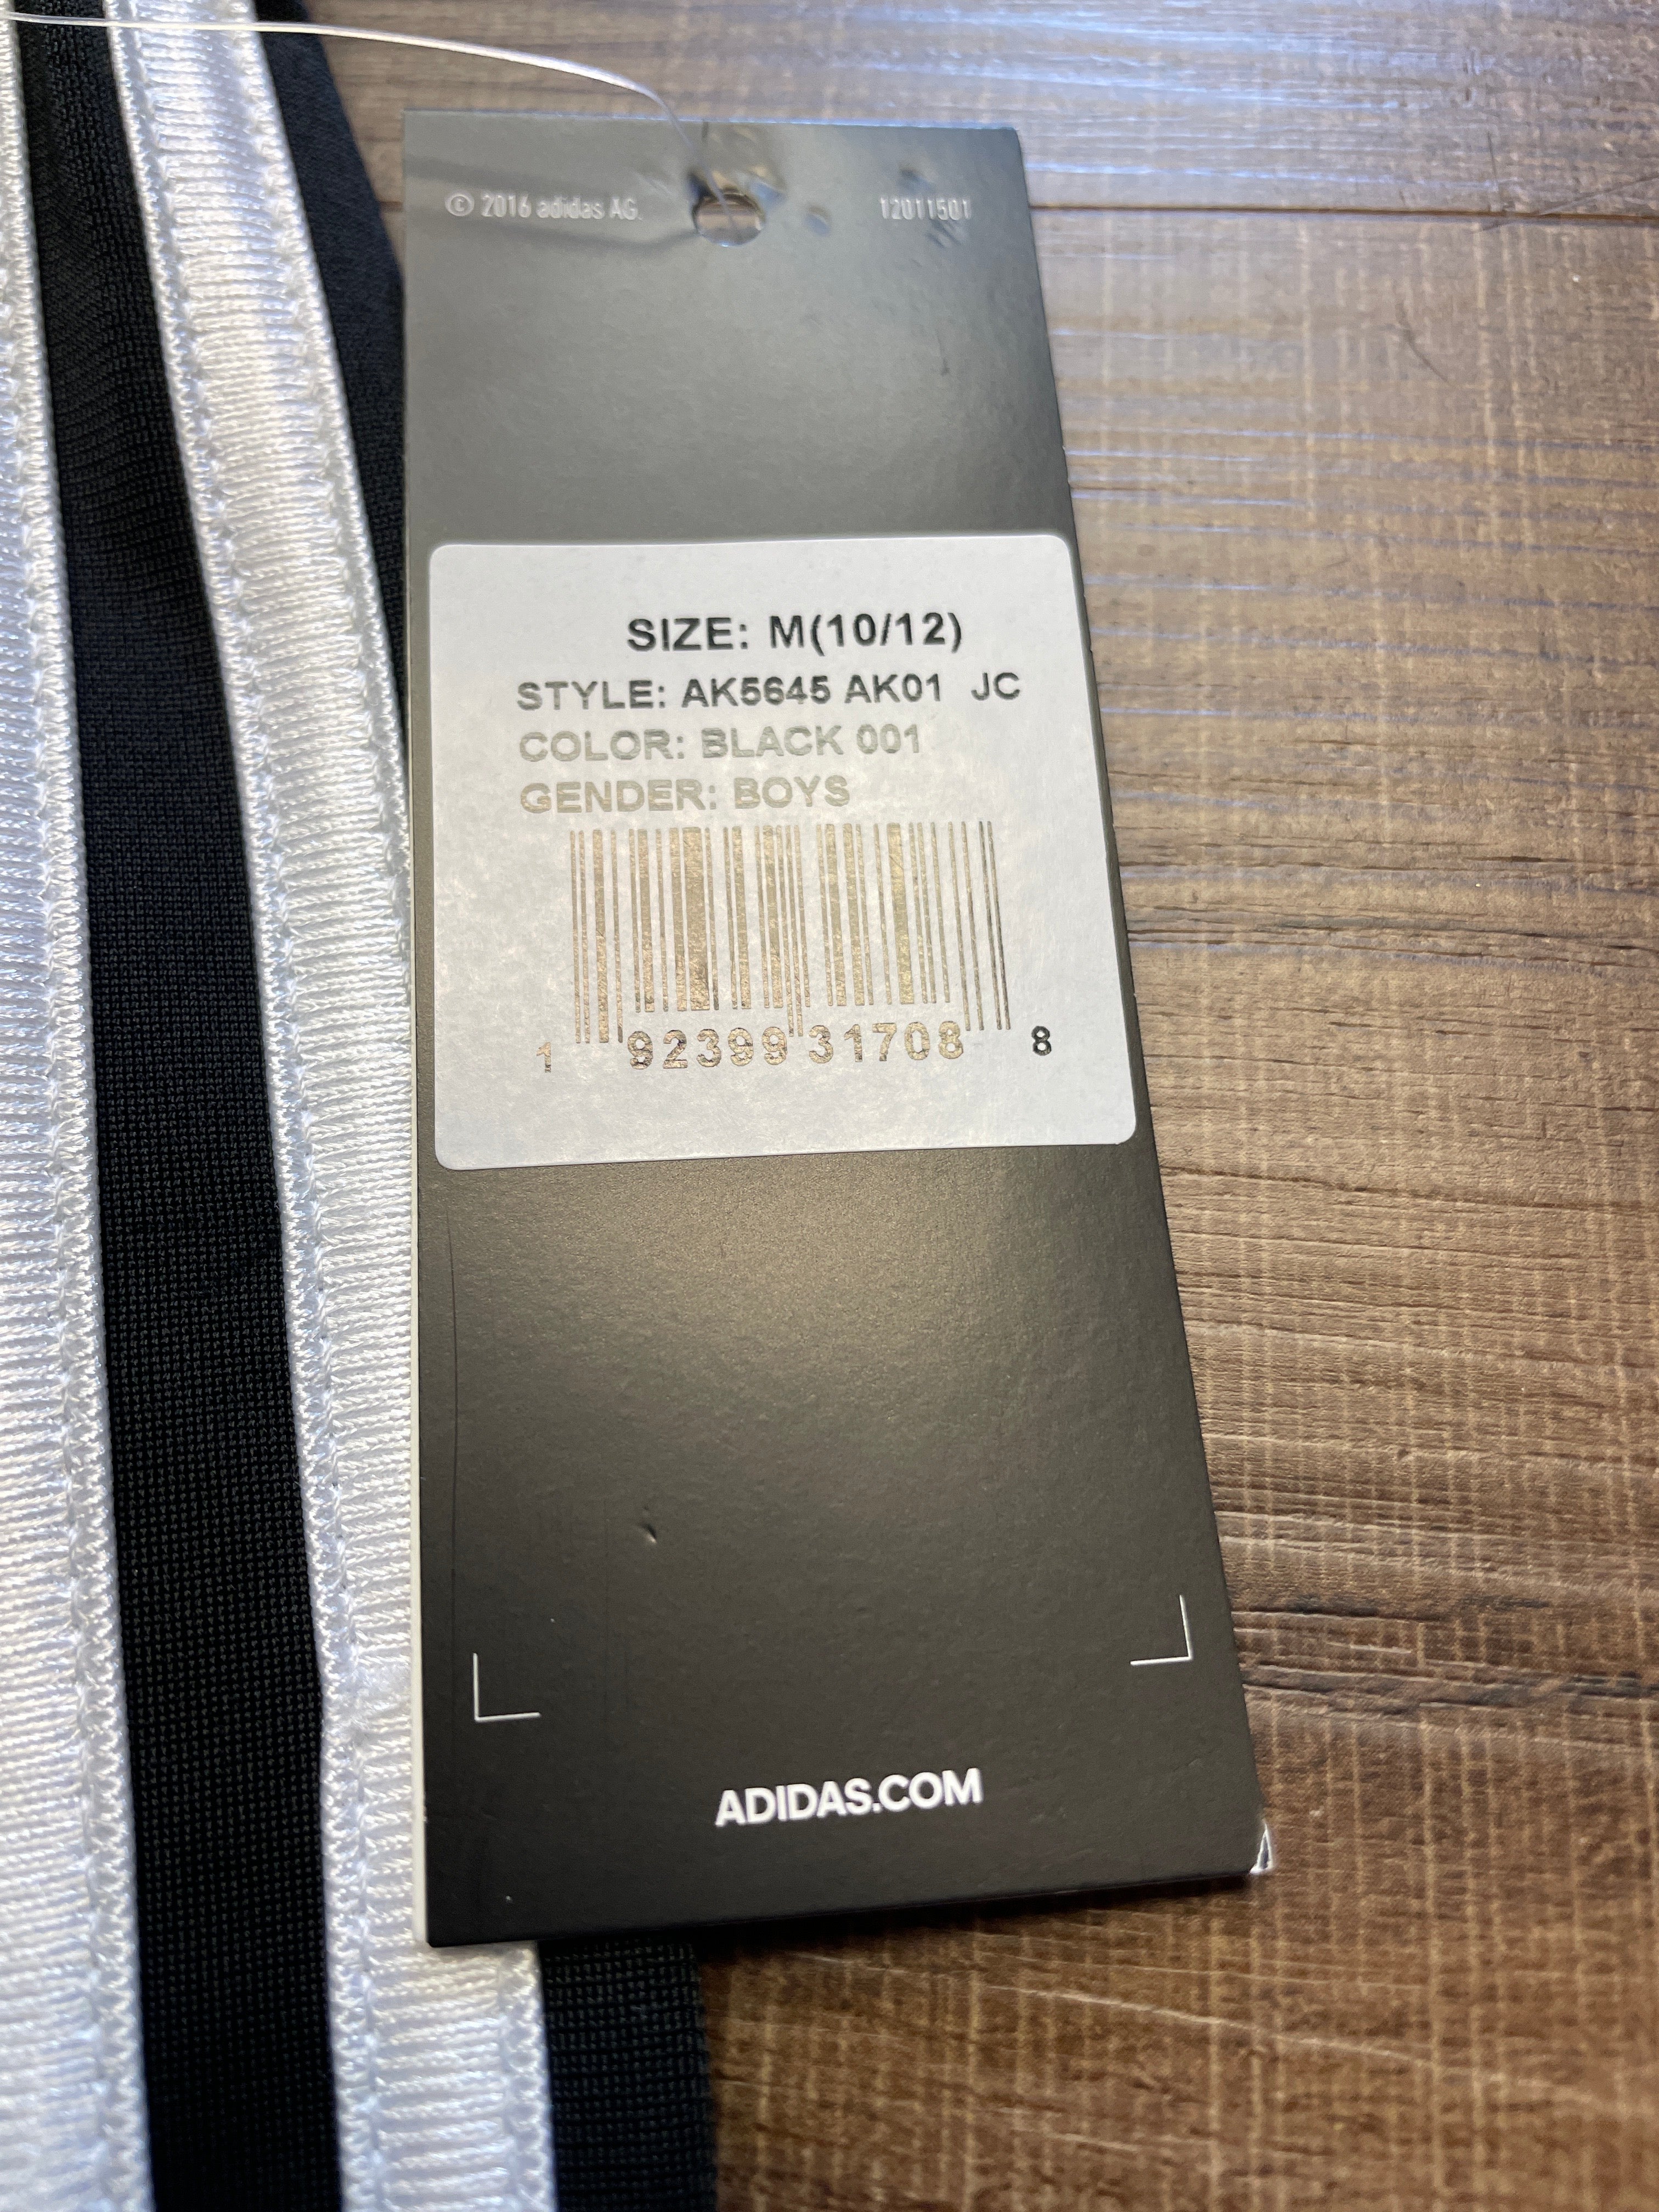 © 2016 adidas AG. 12011501
SIZE: M(10/12)
STYLE: AK5645 AK01 JC
COLOR: BLACK 001
GENDER: BOYS
1 92399 31708 8
ADIDAS.COM